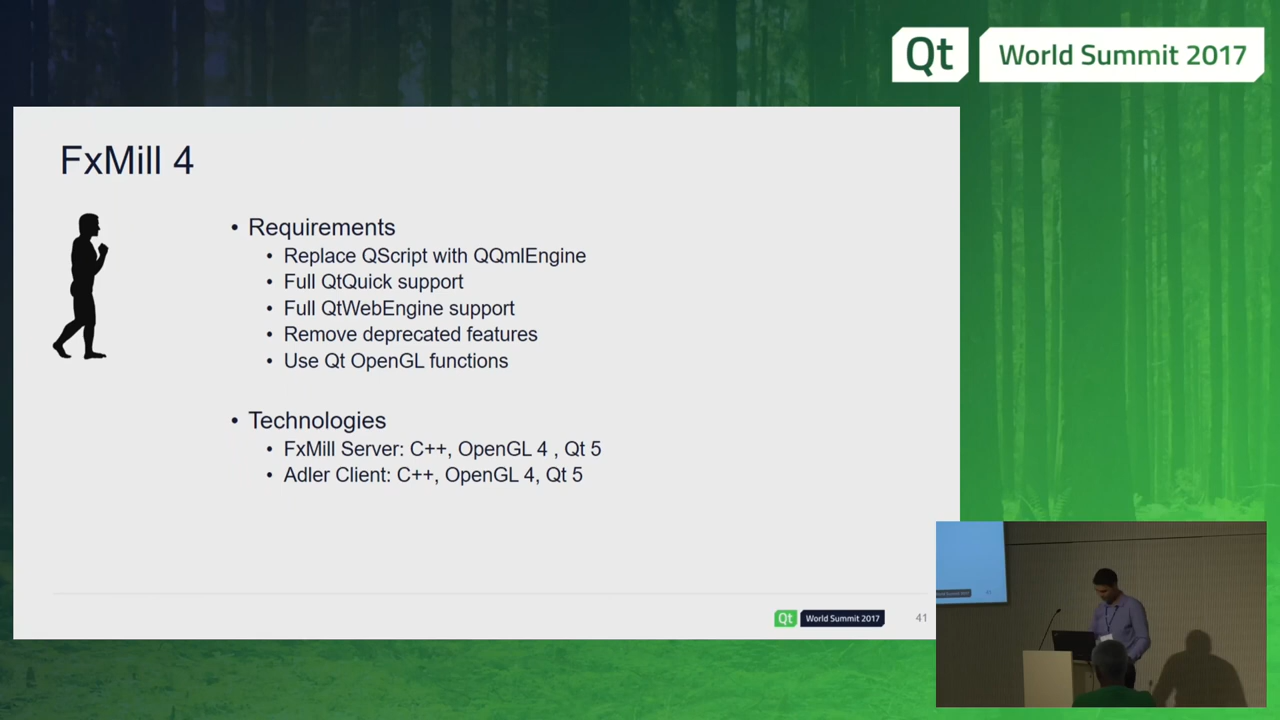 Qt World Summit 2017
FxMill 4
• Requirements
• Replace QScript with QQmlEngine
• Full QtQuick support
• Full QtWebEngine support
• Remove deprecated features
• Use Qt OpenGL functions
• Technologies
• FxMill Server: C++, OpenGL 4 , Qt 5
• Adler Client: C++, OpenGL 4, Qt 5
Qt World Summit 2017 41